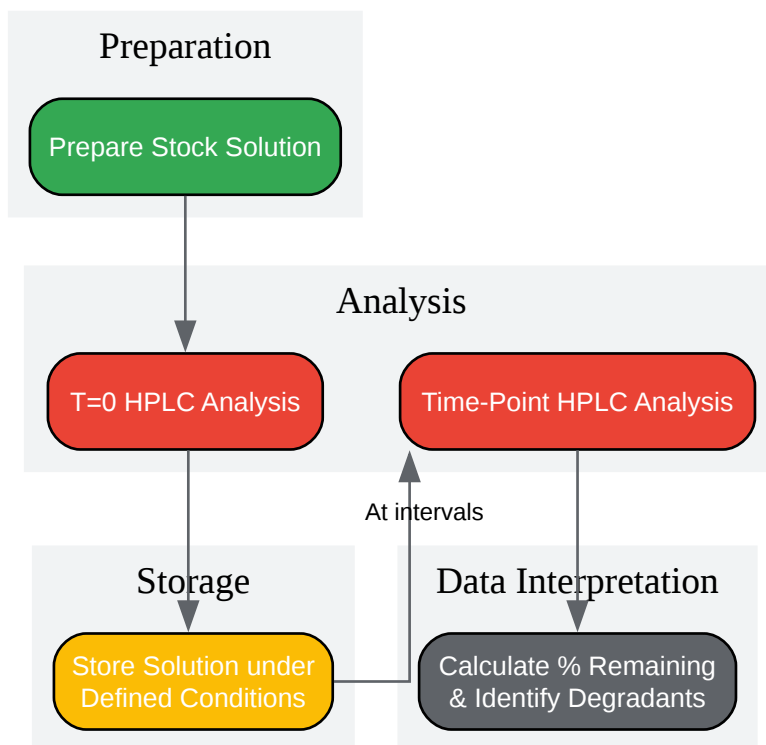 Preparation
Prepare Stock Solution
Analysis
T=0 HPLC Analysis
Time-Point HPLC Analysis
At intervals
Storage
Data Interpretation
Store Solution under
Defined Conditions
Calculate % Remaining
& Identify Degradants